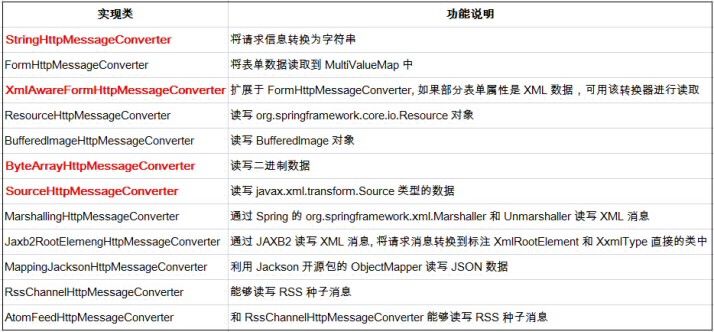 实现类 功能说明
StringHttpMessageConverter 将请求信息转换为字符串
FormHttpMessageConverter 将表单数据读取到 MultiValueMap 中
XmlAwareFormHttpMessageConverter 扩展于 FormHttpMessageConverter, 如果部分表单属性是 XML 数据，可用该转换器进行读取
ResourceHttpMessageConverter 读写 org.springframework.core.io.Resource 对象
BufferedImageHttpMessageConverter 读写 BufferedImage 对象
ByteArrayHttpMessageConverter 读写二进制数据
SourceHttpMessageConverter 读写 javax.xml.transform.Source 类型的数据
MarshallingHttpMessageConverter 通过 Spring 的 org.springframework.xml.Marshaller 和 Unmarshaller 读写 XML 消息
Jaxb2RootElemengHttpMessageConverter 通过 JAXB2 读写 XML 消息, 将请求消息转换到标注 XmlRootElement 和 XxmlType 直接的类中
MappingJacksonHttpMessageConverter 利用 Jackson 开源包的 ObjectMapper 读写 JSON 数据
RssChannelHttpMessageConverter 能够读写 RSS 种子消息
AtomFeedHttpMessageConverter 和 RssChannelHttpMessageConverter 能够读写 RSS 种子消息